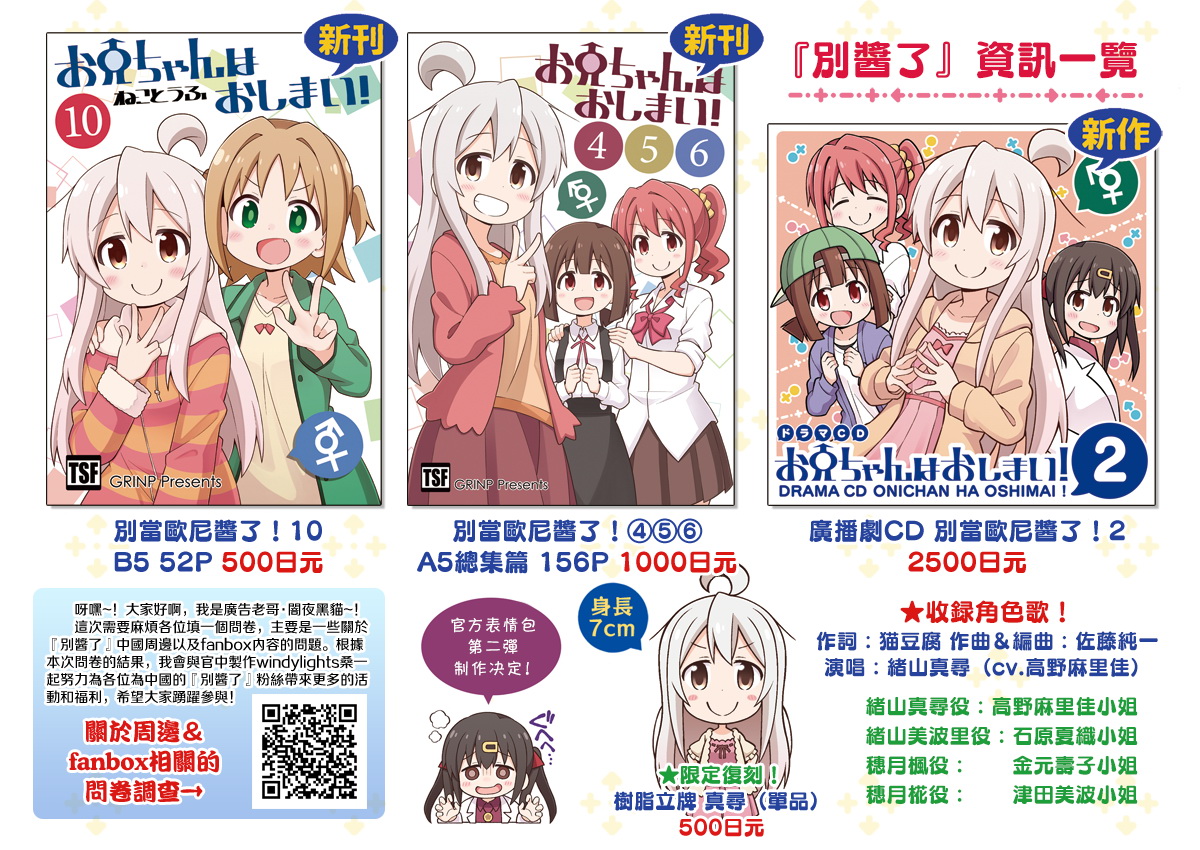 『別醬了』資訊一覽
新刊
お兄ちゃんは
ねことうふ
おしまい!
10
TSF
GRINP Presents
別當歐尼醬了！10
B5 52P 500日元
新刊
お兄ちゃんは
おしまい!
4 5 6
TSF
GRINP Presents
別當歐尼醬了！④⑤⑥
A5總集篇 156P 1000日元
新作
ドラマCD
お兄ちゃんはおしまい! 2
DRAMA CD ONICHAN HA OSHIMAI !
廣播劇CD 別當歐尼醬了！2
2500日元
呀嘿~! 大家好啊，我是廣告老哥·闇夜黑貓~!
這次需要麻煩各位填一個問卷，主要是一些關於
『別醬了』中國周邊以及fanbox內容的問題。根據
本次問卷的結果，我會與官中製作windylights桑一
起努力為各位為中國的『別醬了』粉絲帶來更多的活
動和福利，希望大家踴躍參與!
關於周邊＆
fanbox相關的
問卷調查→
官方表情包
第二彈
制作決定!
身長
7cm
★限定復刻！
樹脂立牌 真尋（單品）
500日元
★收録角色歌！
作詞：猫豆腐 作曲＆編曲：佐藤純一
演唱：緒山真尋（cv.高野麻里佳）
緒山真尋役：高野麻里佳小姐
緒山美波里役：石原夏織小姐
穗月楓役： 金元壽子小姐
穗月椛役： 津田美波小姐